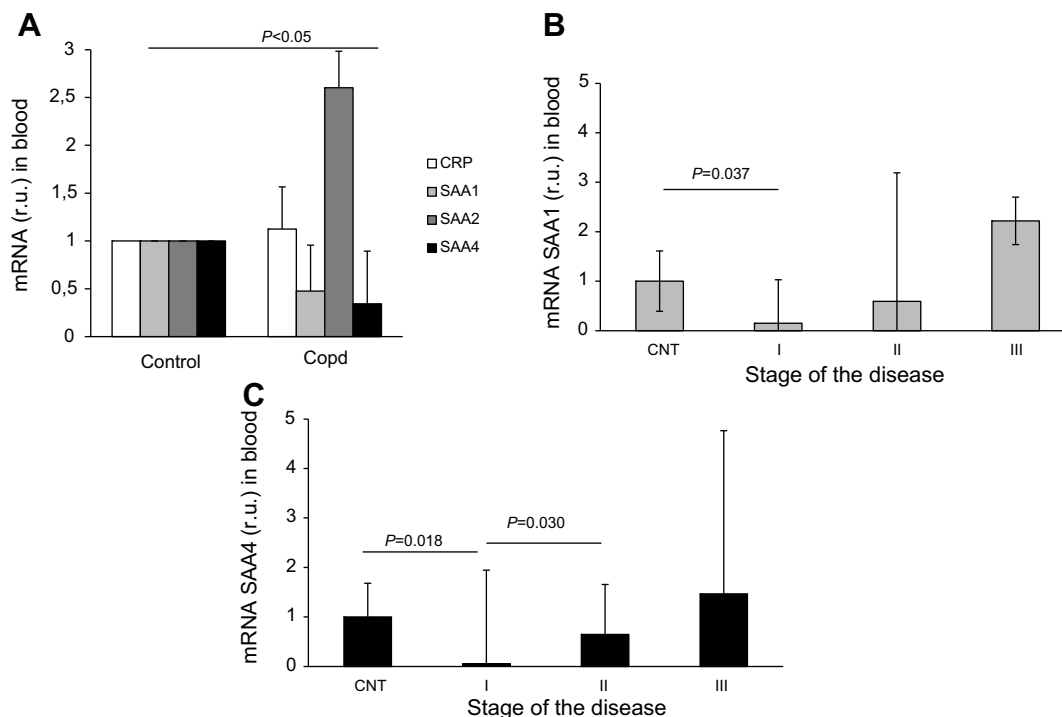 A
P<0.05
mRNA (r.u.) in blood
3
2,5
2
1,5
1
0,5
0
Control
Copd
CRP
SAA1
SAA2
SAA4
B
mRNA SAA1 (r.u.) in blood
5
4
3
2
1
0
P=0.037
CNT
I
II
III
Stage of the disease
C
mRNA SAA4 (r.u.) in blood
5
4
3
2
1
0
P=0.018
P=0.030
CNT
I
II
III
Stage of the disease